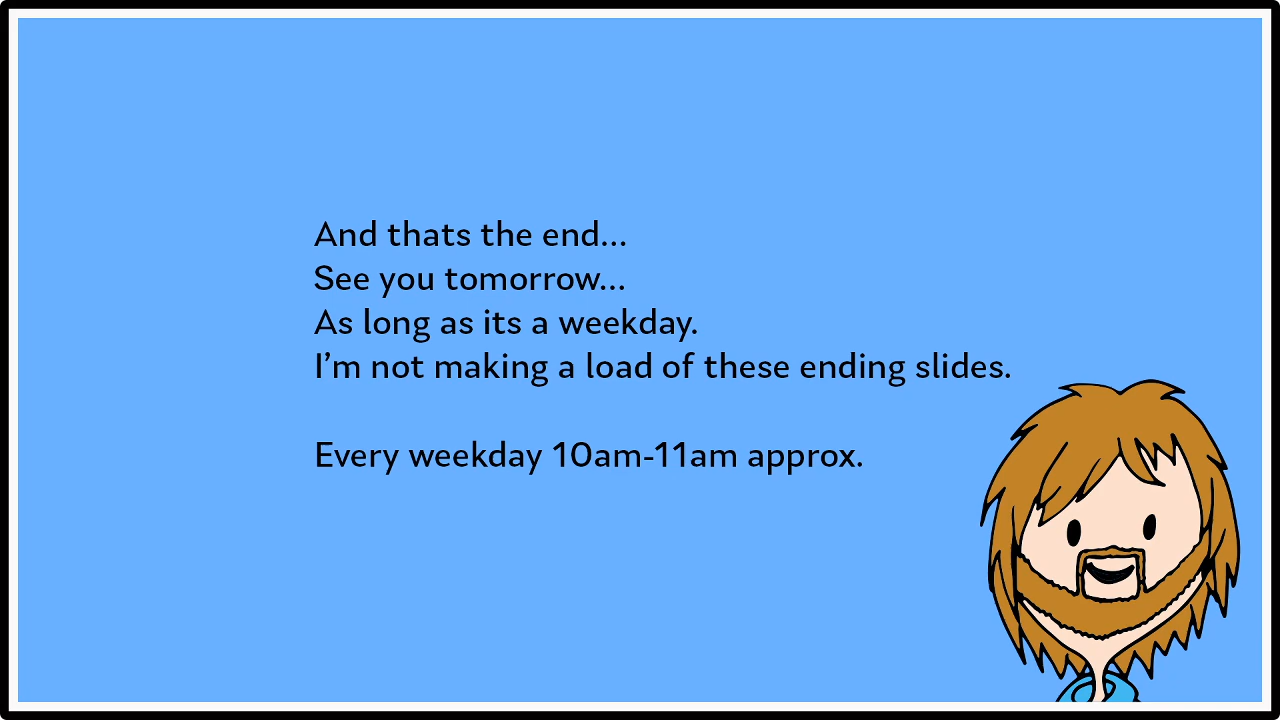 And thats the end...
See you tomorrow...
As long as its a weekday.
I’m not making a load of these ending slides.
Every weekday 10am-11am approx.